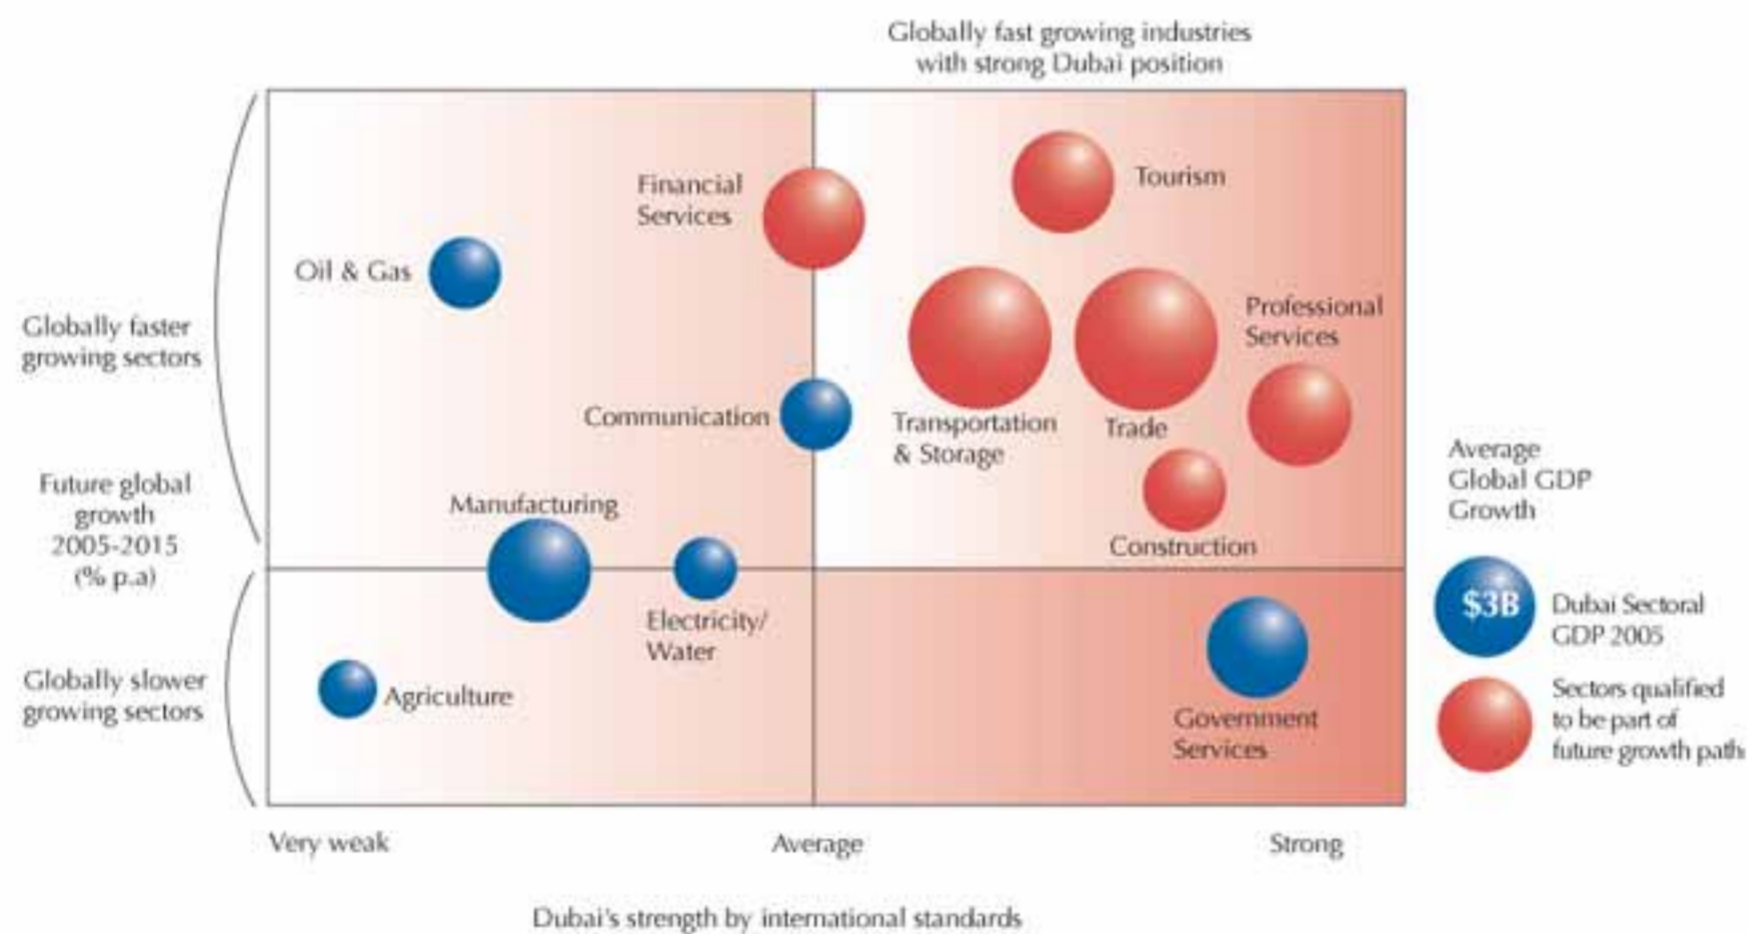 Globally fast growing industries
with strong Dubai position
Financial
Services
Tourism
Oil & Gas
Globally faster
growing sectors
Professional
Services
Communication
Transportation
& Storage
Trade
Average
Global GDP
Growth
Future global
growth
2005-2015
(% p.a)
Manufacturing
Construction
Electricity/
Water
$3B
Dubai Sectoral
GDP 2005
Globally slower
growing sectors
Agriculture
Government
Services
Sectors qualified
to be part of
future growth path
Very weak
Average
Strong
Dubai's strength by international standards